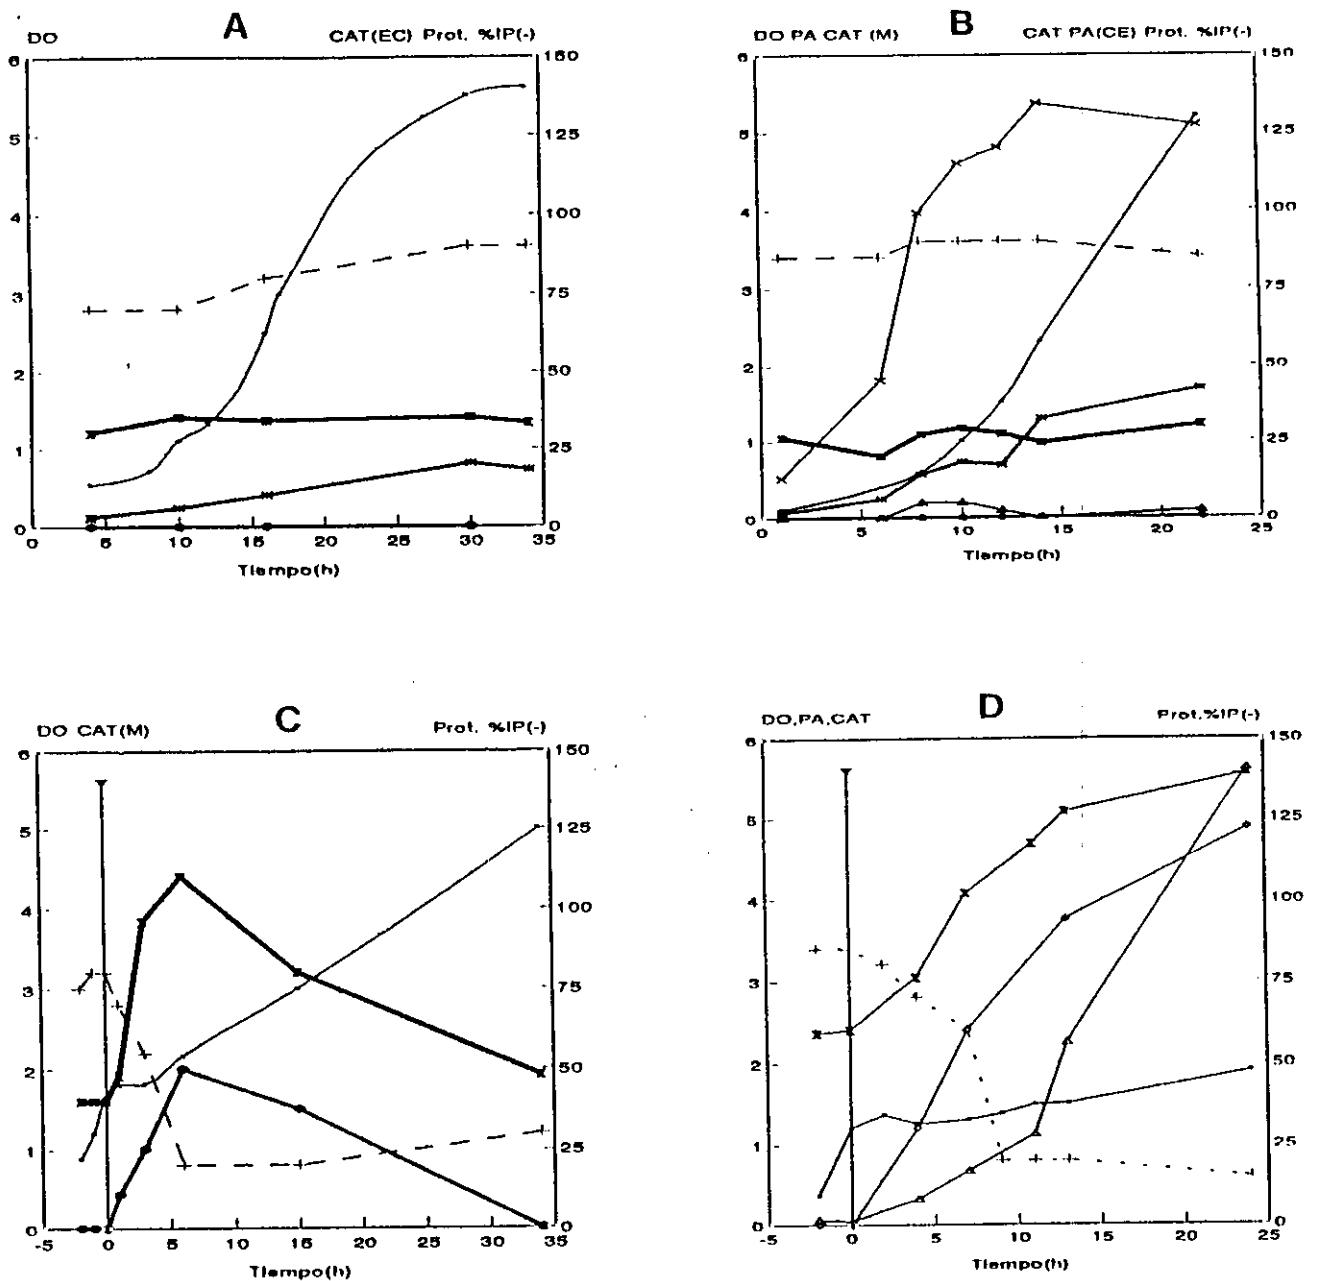 A
DO CAT(EC) Prot. %IP(-)
6 150
5 125
4 100
3 75
2 50
1 25
0 0
0 5 10 15 20 25 30 35
Tiempo(h)
B
DO PA CAT (M) CAT PA(CE) Prot. %IP(-)
6 150
5 125
4 100
3 75
2 50
1 25
0 0
0 5 10 15 20 25
Tiempo(h)
C
DO CAT(M) Prot. %IP(-)
6 150
5 125
4 100
3 75
2 50
1 25
0 0
-5 0 5 10 15 20 25 30 35
Tiempo(h)
D
DO,PA,CAT Prot.%IP(-)
6 150
5 125
4 100
3 75
2 50
1 25
0 0
-5 0 5 10 15 20 25
Tiempo(h)